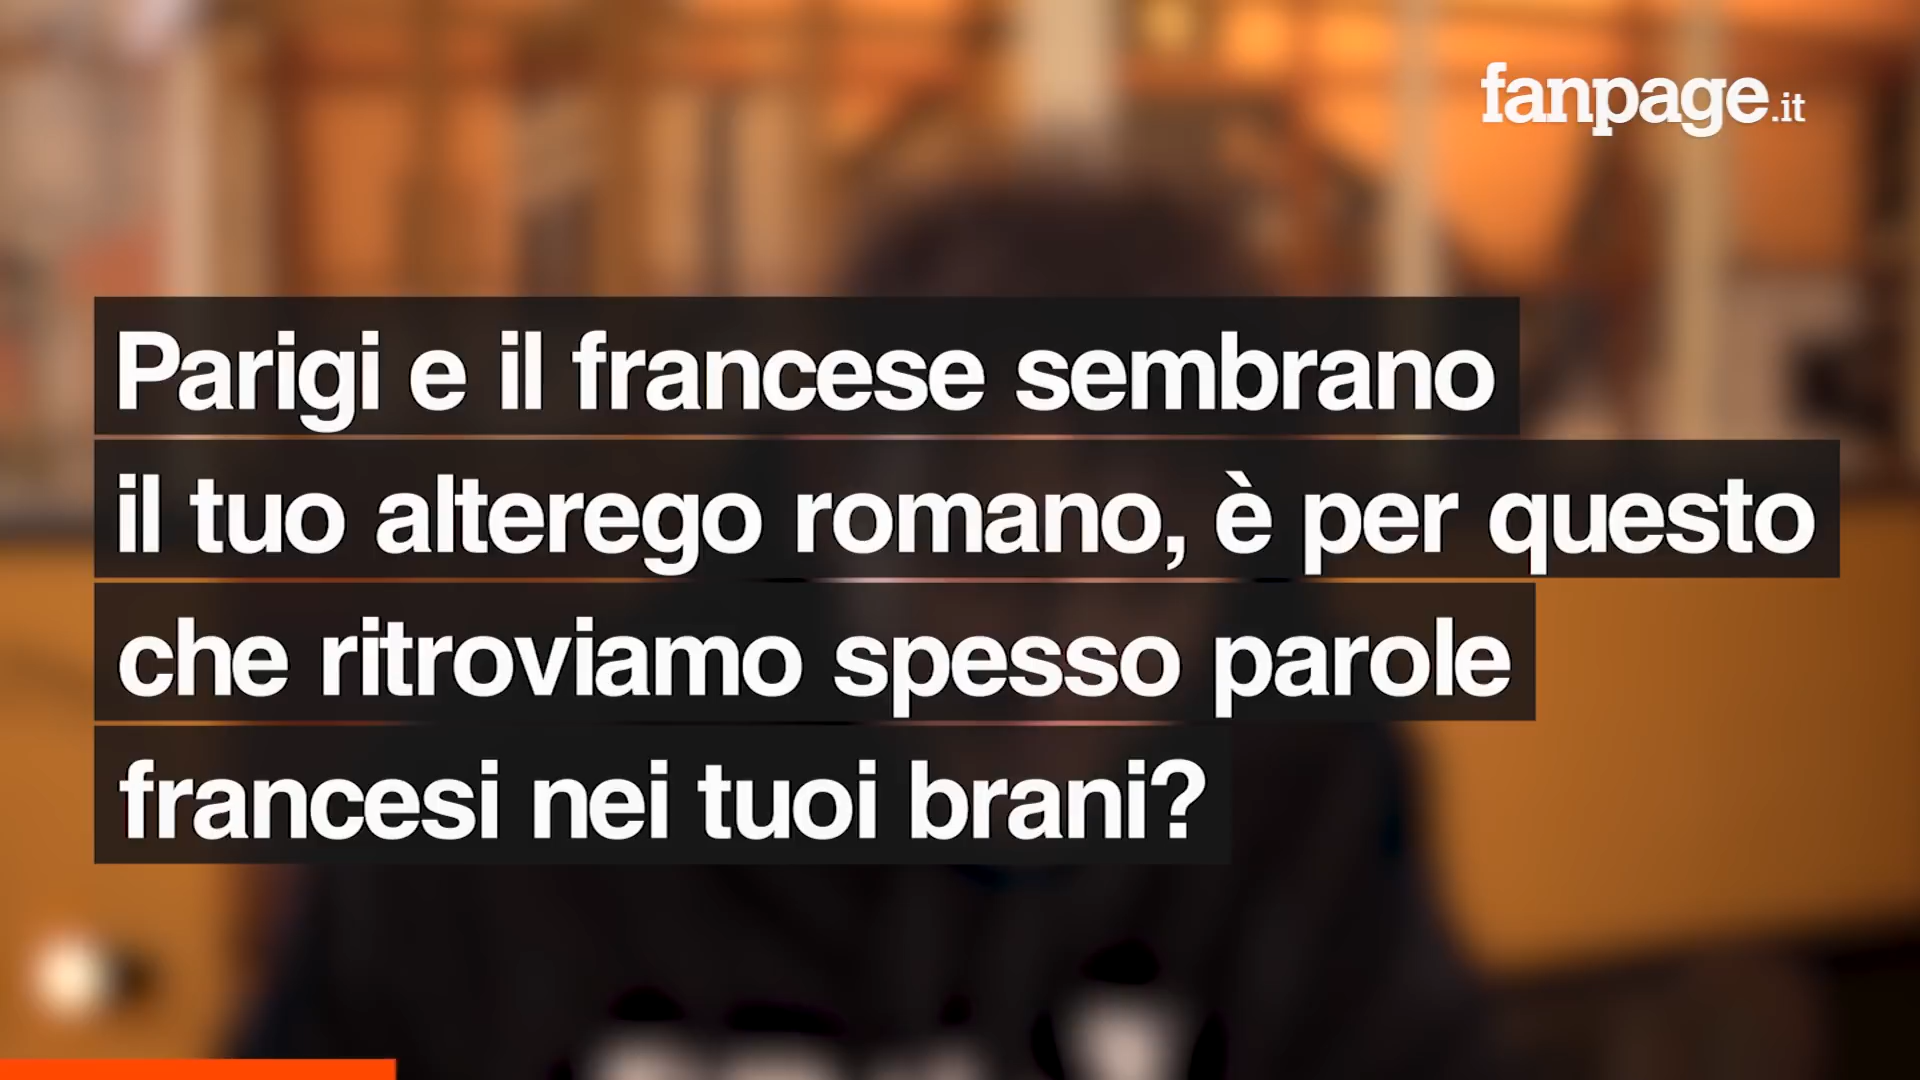 fanpage.it
Parigi e il francese sembrano
il tuo alterego romano, è per questo
che ritroviamo spesso parole
francesi nei tuoi brani?